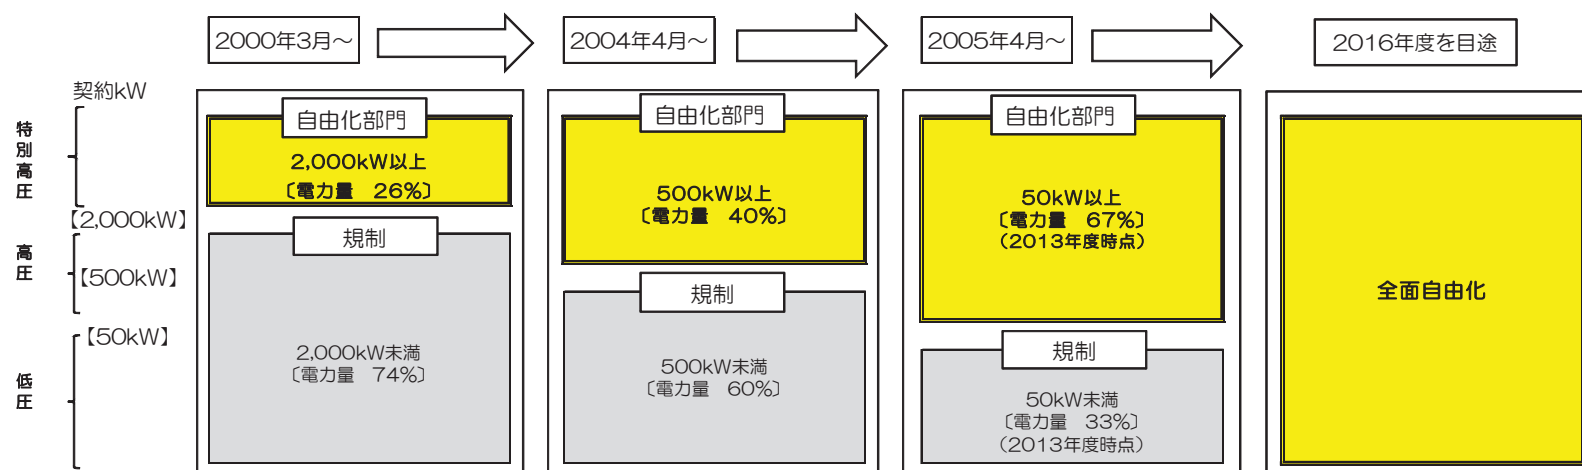 2000年3月～
2004年4月～
2005年4月～
2016年度を目途
契約kW
特別高圧
【2,000kW】
高圧
【500kW】
【50kW】
低圧
自由化部門
2,000kW以上
〔電力量 26%〕
規制
2,000kW未満
〔電力量 74%〕
自由化部門
500kW以上
〔電力量 40%〕
規制
500kW未満
〔電力量 60%〕
自由化部門
50kW以上
〔電力量 67%〕
（2013年度時点）
規制
50kW未満
〔電力量 33%〕
（2013年度時点）
全面自由化